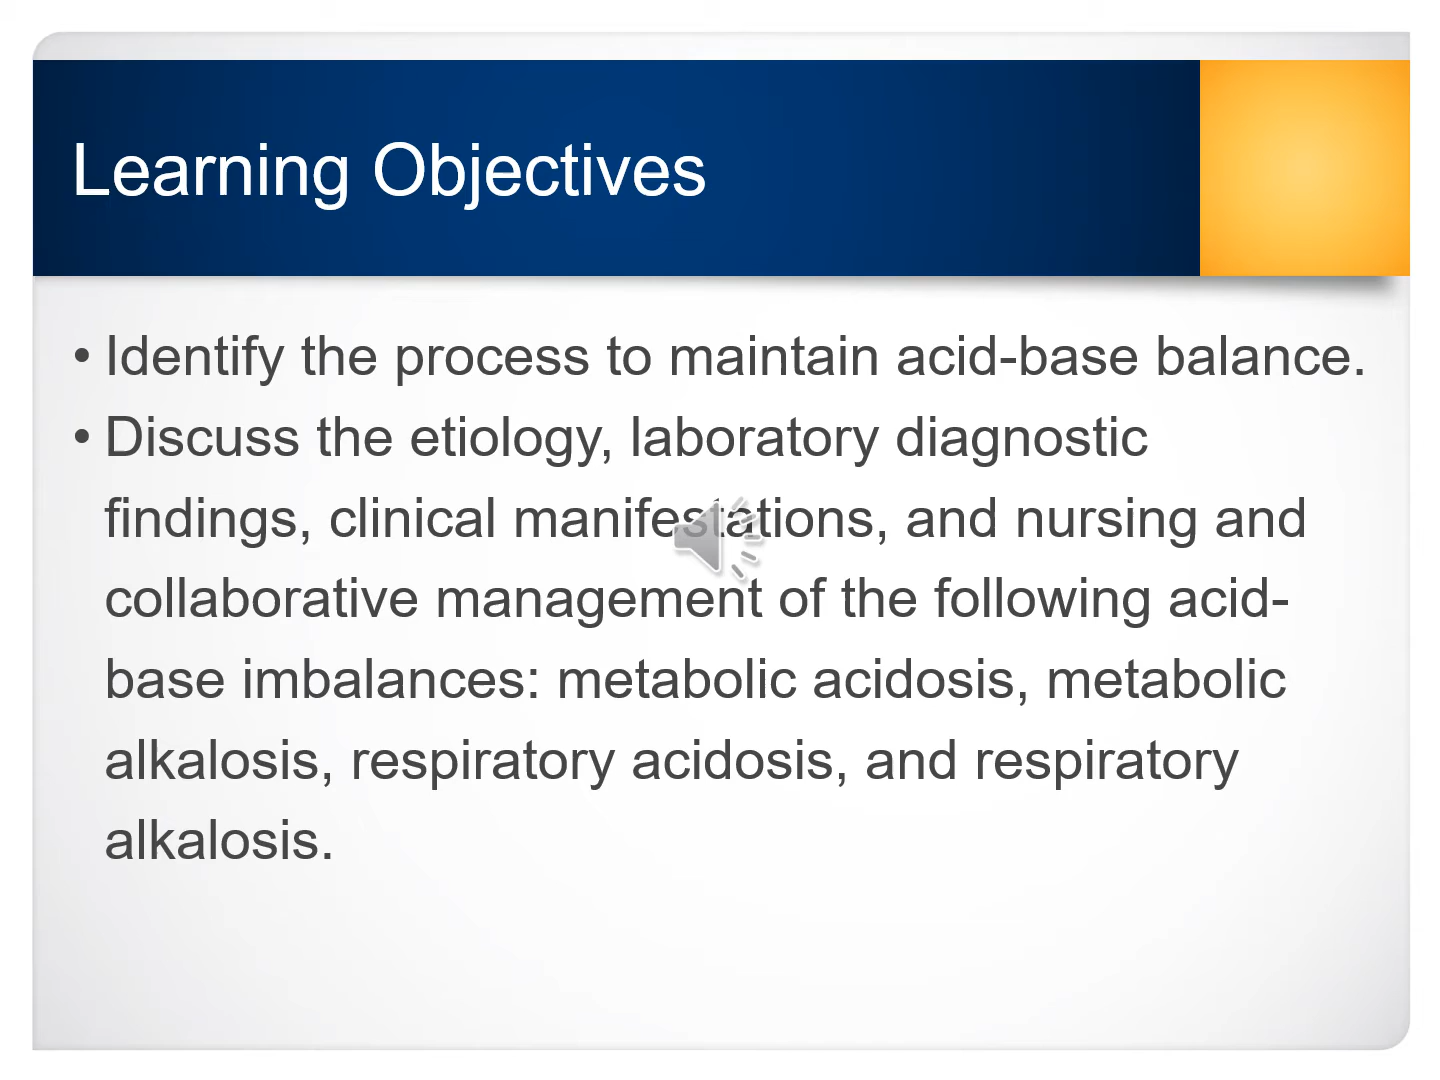 Learning Objectives
• Identify the process to maintain acid-base balance.
• Discuss the etiology, laboratory diagnostic
findings, clinical manifestations, and nursing and
collaborative management of the following acid-
base imbalances: metabolic acidosis, metabolic
alkalosis, respiratory acidosis, and respiratory
alkalosis.